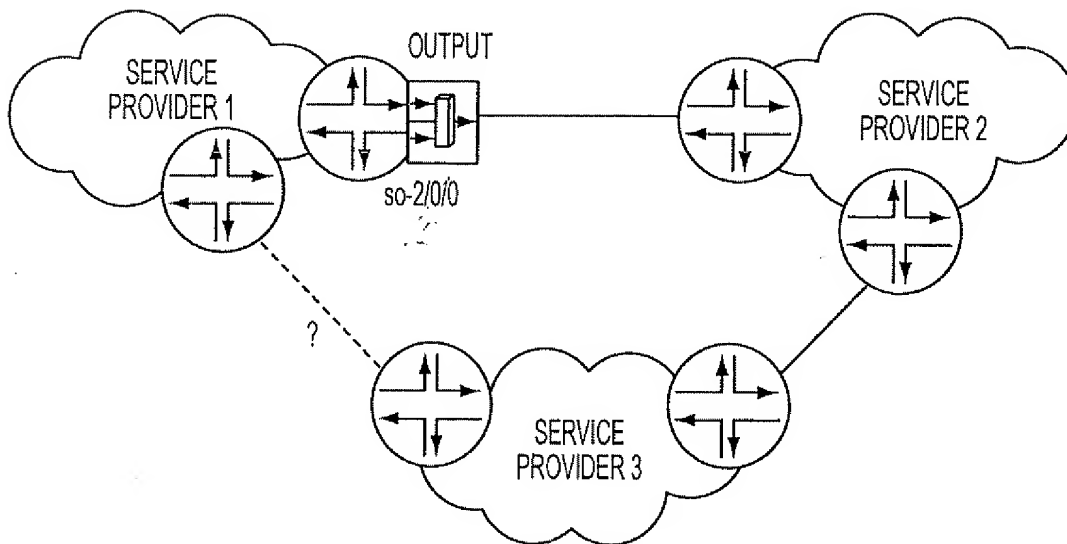 OUTPUT
SERVICE
PROVIDER 1
SERVICE
PROVIDER 2
so-2/0/0
?
SERVICE
PROVIDER 3